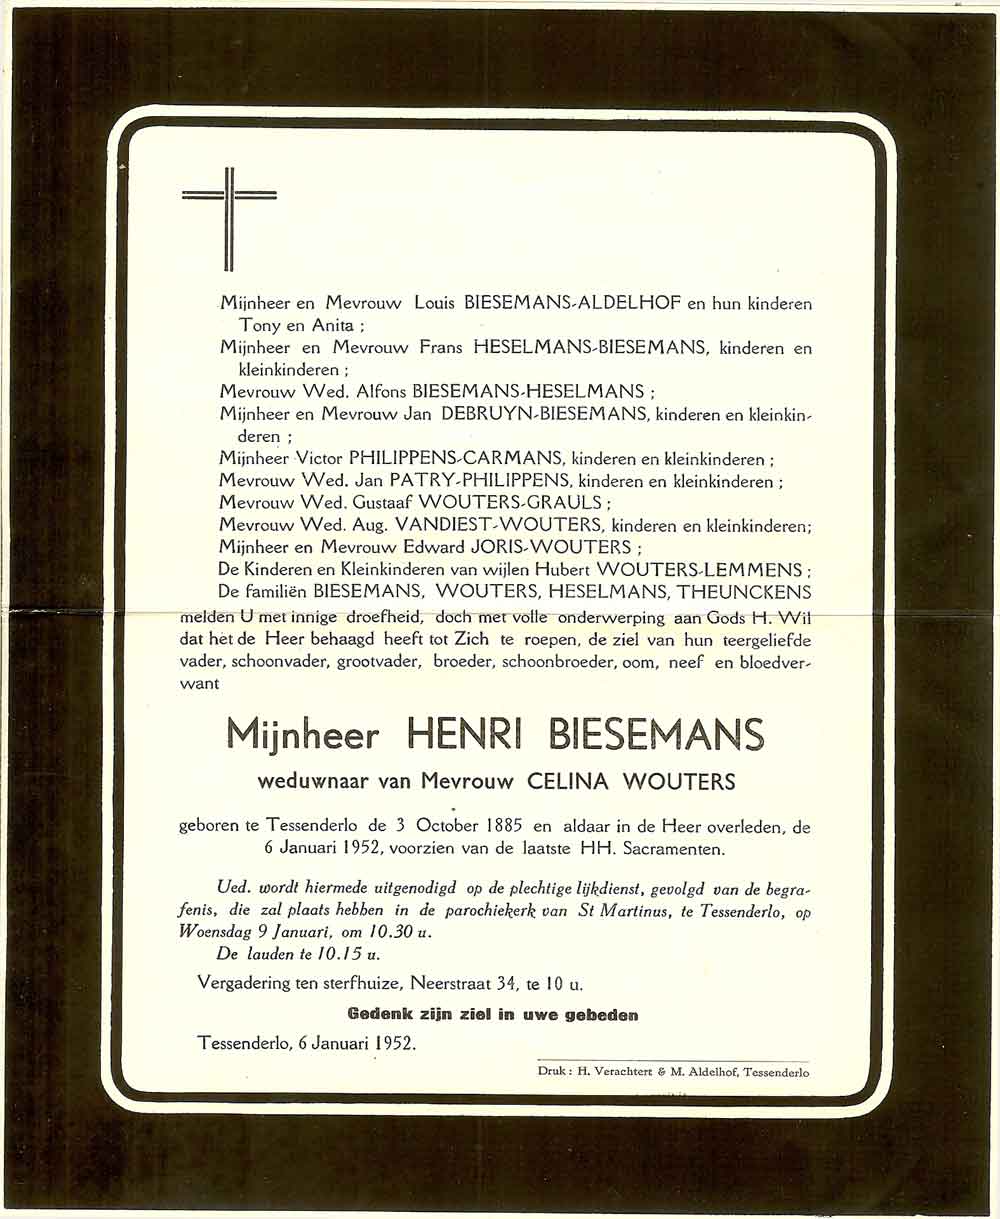 Mijnheer en Mevrouw Louis BIESEMANS-ALDELHOF en hun kinderen
Tony en Anita ;
Mijnheer en Mevrouw Frans HESELMANS-BIESEMANS, kinderen en
kleinkinderen ;
Mevrouw Wed. Alfons BIESEMANS-HESELMANS ;
Mijnheer en Mevrouw Jan DEBRUYN-BIESEMANS, kinderen en kleinkin-
deren ;
Mijnheer Victor PHILIPPENS-CARMANS, kinderen en kleinkinderen ;
Mevrouw Wed. Jan PATRY-PHILIPPENS, kinderen en kleinkinderen ;
Mevrouw Wed. Gustaaf WOUTERS-GRAULS ;
Mevrouw Wed. Aug. VANDIEST-WOUTERS, kinderen en kleinkinderen;
Mijnheer en Mevrouw Edward JORIS-WOUTERS ;
De Kinderen en Kleinkinderen van wijlen Hubert WOUTERS-LEMMENS ;
De familiën BIESEMANS, WOUTERS, HESELMANS, THEUNCKENS
melden U met innige droefheid, doch met volle onderwerping aan Gods H. Wil
dat het de Heer behaagd heeft tot Zich te roepen, de ziel van hun teergeliefde
vader, schoonvader, grootvader, broeder, schoonbroeder, oom, neef en bloedver-
want
Mijnheer HENRI BIESEMANS
weduwnaar van Mevrouw CELINA WOUTERS
geboren te Tessenderlo de 3 October 1885 en aldaar in de Heer overleden, de
6 Januari 1952, voorzien van de laatste HH. Sacramenten.
Ued. wordt hiermede uitgenodigd op de plechtige lijkdienst, gevolgd van de begra-
fenis, die zal plaats hebben in de parochiekerk van St Martinus, te Tessenderlo, op
Woensdag 9 Januari, om 10.30 u.
De lauden te 10.15 u.
Vergadering ten sterfhuize, Neerstraat 34, te 10 u.
Gedenk zijn ziel in uwe gebeden
Tessenderlo, 6 Januari 1952.
Druk : H. Verachtert & M. Aldelhof, Tessenderlo